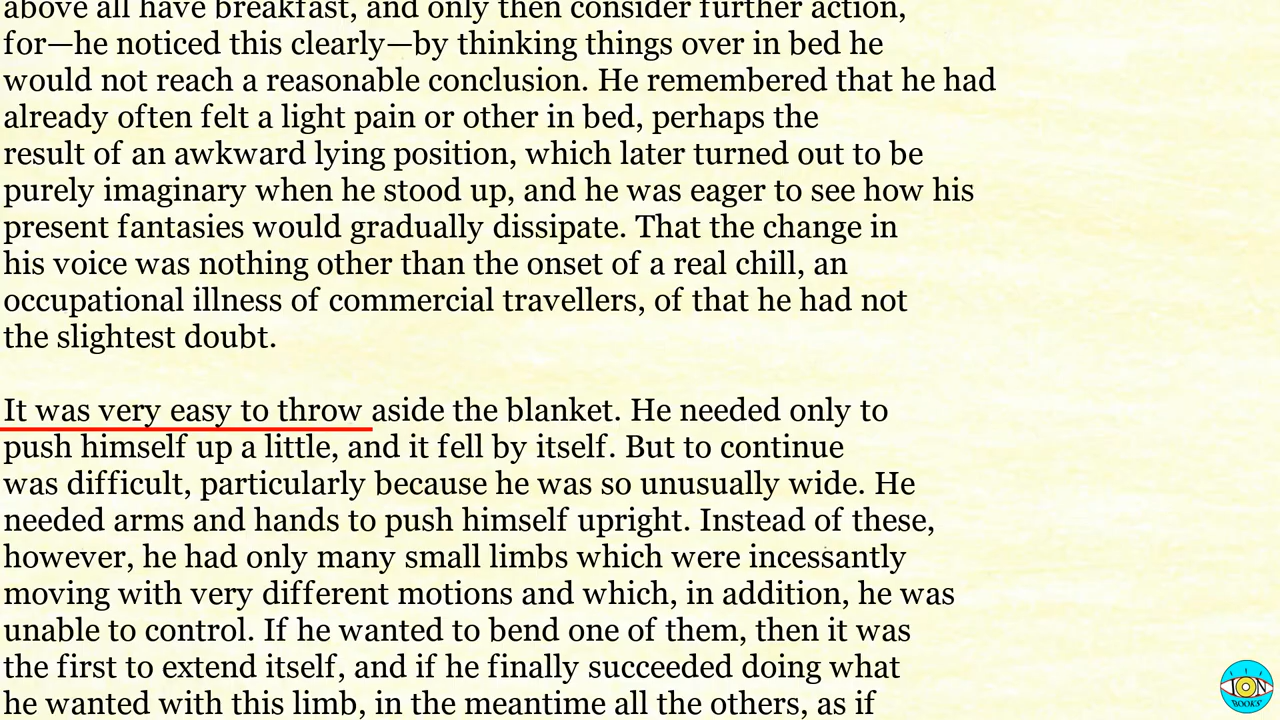 above all have breakfast, and only then consider further action,
for—he noticed this clearly—by thinking things over in bed he
would not reach a reasonable conclusion. He remembered that he had
already often felt a light pain or other in bed, perhaps the
result of an awkward lying position, which later turned out to be
purely imaginary when he stood up, and he was eager to see how his
present fantasies would gradually dissipate. That the change in
his voice was nothing other than the onset of a real chill, an
occupational illness of commercial travellers, of that he had not
the slightest doubt.
It was very easy to throw aside the blanket. He needed only to
push himself up a little, and it fell by itself. But to continue
was difficult, particularly because he was so unusually wide. He
needed arms and hands to push himself upright. Instead of these,
however, he had only many small limbs which were incessantly
moving with very different motions and which, in addition, he was
unable to control. If he wanted to bend one of them, then it was
the first to extend itself, and if he finally succeeded doing what
he wanted with this limb, in the meantime all the others, as if
ION
BOOKS